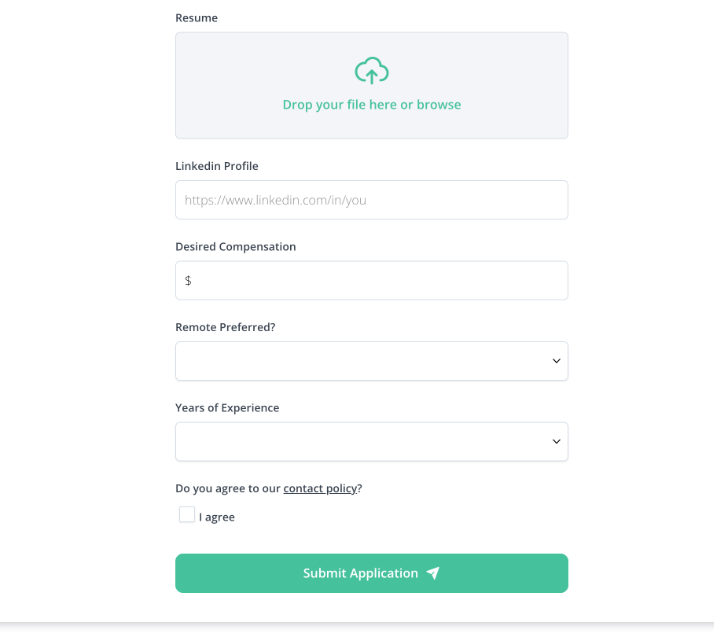 Resume
Drop your file here or browse
Linkedin Profile
https://www.linkedin.com/in/you
Desired Compensation
$
Remote Preferred?
Years of Experience
Do you agree to our contact policy?
I agree
Submit Application